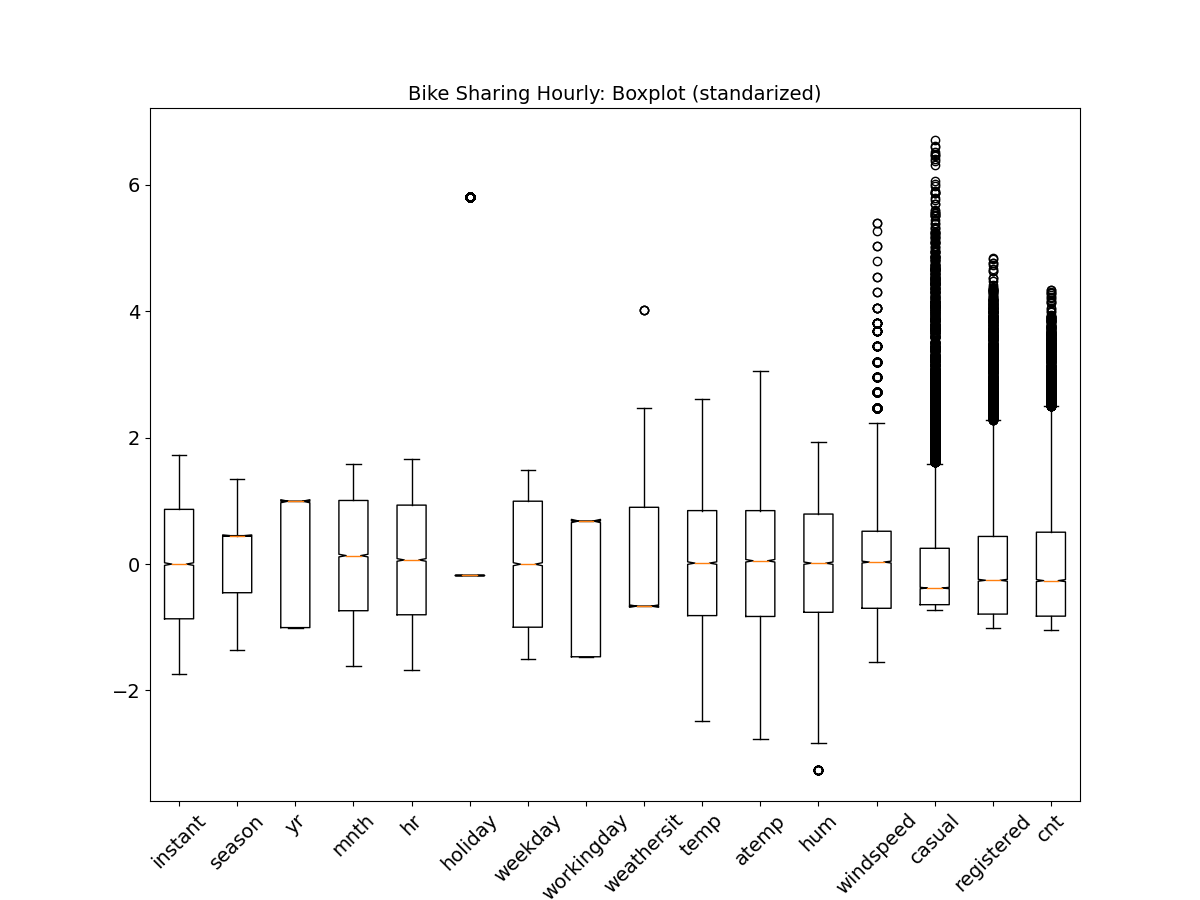 Bike Sharing Hourly: Boxplot (standarized)
6
4
2
0
−2
instant
season
yr
mnth
hr
holiday
weekday
workingday
weathersit
temp
atemp
hum
windspeed
casual
registered
cnt